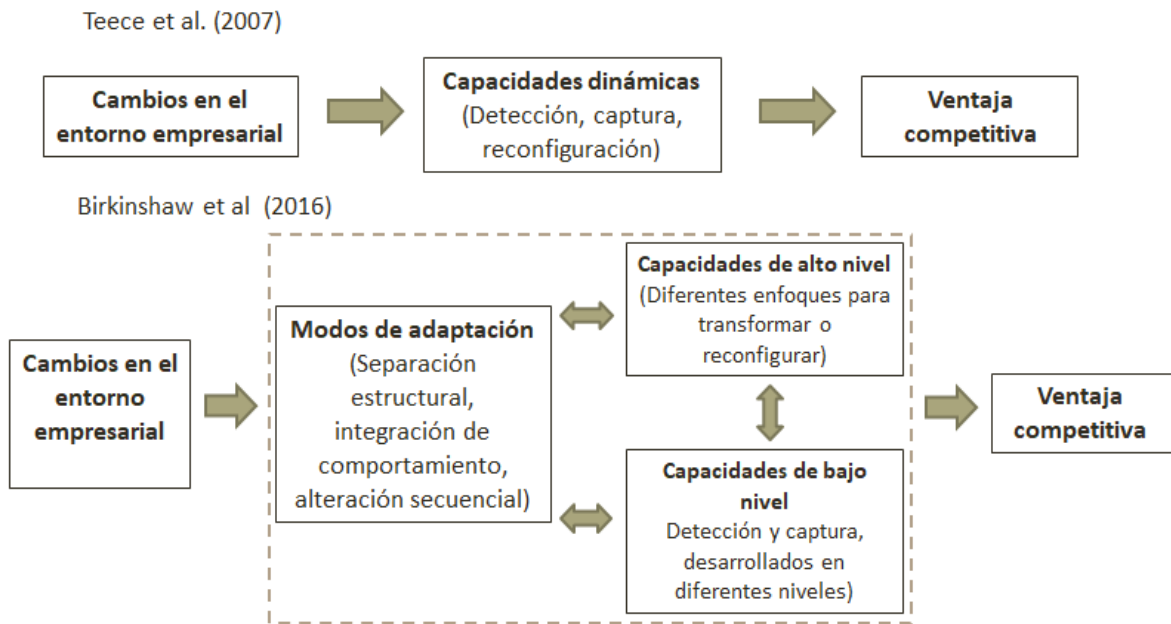 Teece et al. (2007)
Cambios en el
entorno empresarial
Capacidades dinámicas
(Detección, captura,
reconfiguración)
Ventaja
competitiva
Birkinshaw et al  (2016)
Cambios en el
entorno
empresarial
Modos de adaptación
(Separación
estructural,
integración de
comportamiento,
alteración secuencial)
Capacidades de alto nivel
(Diferentes enfoques para
transformar o
reconfigurar)
Capacidades de bajo
nivel
Detección y captura,
desarrollados en
diferentes niveles)
Ventaja
competitiva